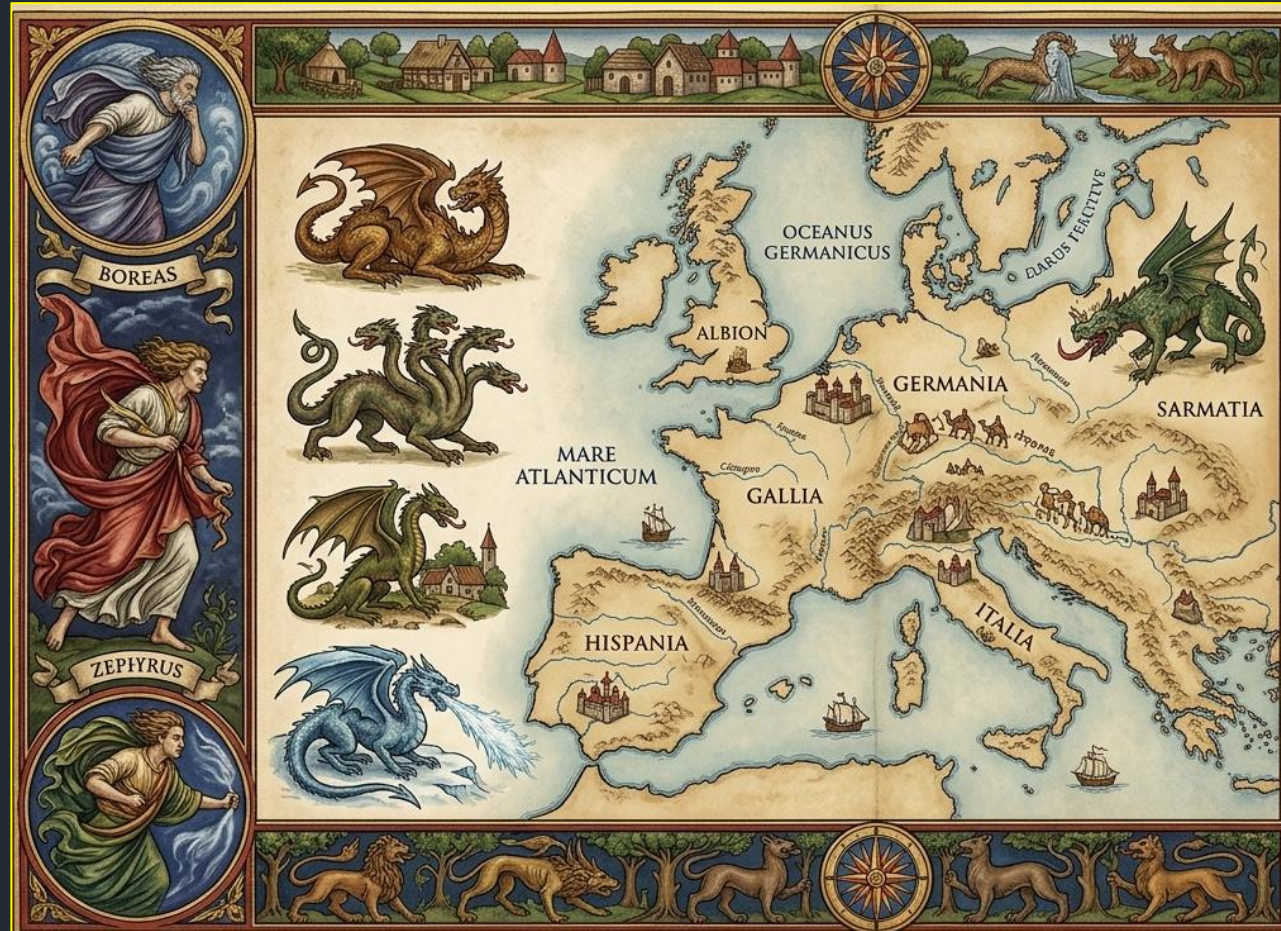 BOREAS
ZEPHYRUS
OCEANUS
GERMANICUS
ALBION
GERMANIA
SARMATIA
MARE
ATLANTICUM
GALLIA
HISPANIA
ITALIA